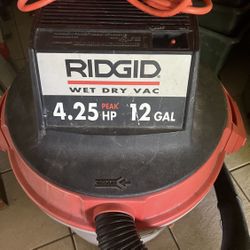 RIDGID
WET DRY VAC
4.25 PEAK HP 12 GAL